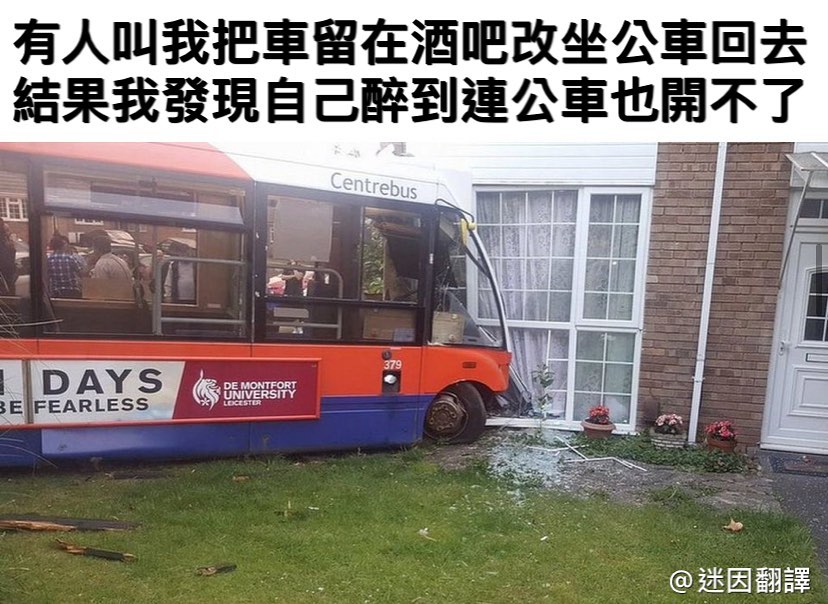 有人叫我把車留在酒吧改坐公車回去
結果我發現自己醉到連公車也開不了
Centrebus
379
DAYS
BE FEARLESS
DE MONTFORT
UNIVERSITY
LEICESTER
@迷因翻譯